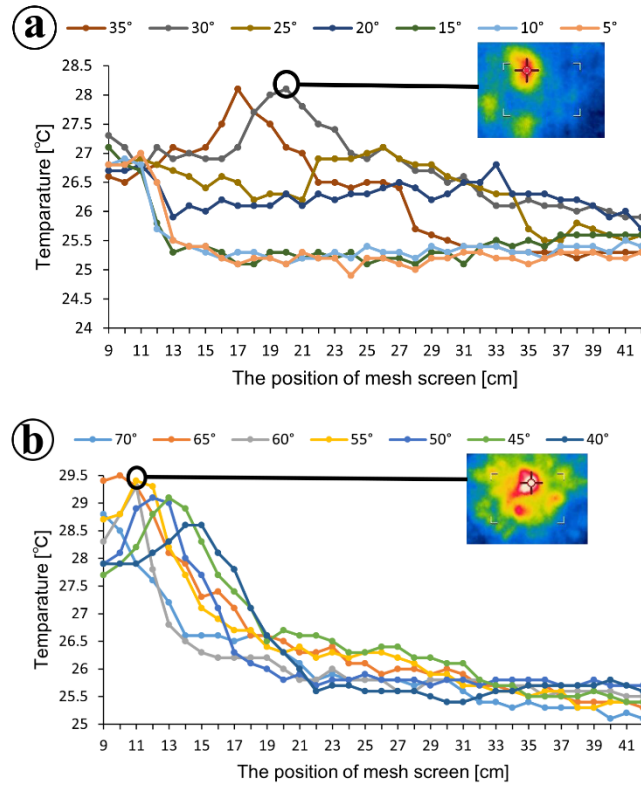 a
35° 30° 25° 20° 15° 10° 5°
28.5
28
27.5
27
26.5
26
25.5
25
24.5
24
Temparature [°C]
9 11 13 15 17 19 21 23 25 27 29 31 33 35 37 39 41
The position of mesh screen [cm]
b
70° 65° 60° 55° 50° 45° 40°
29.5
29
28.5
28
27.5
27
26.5
26
25.5
25
Temparature [°C]
9 11 13 15 17 19 21 23 25 27 29 31 33 35 37 39 41
The position of mesh screen [cm]